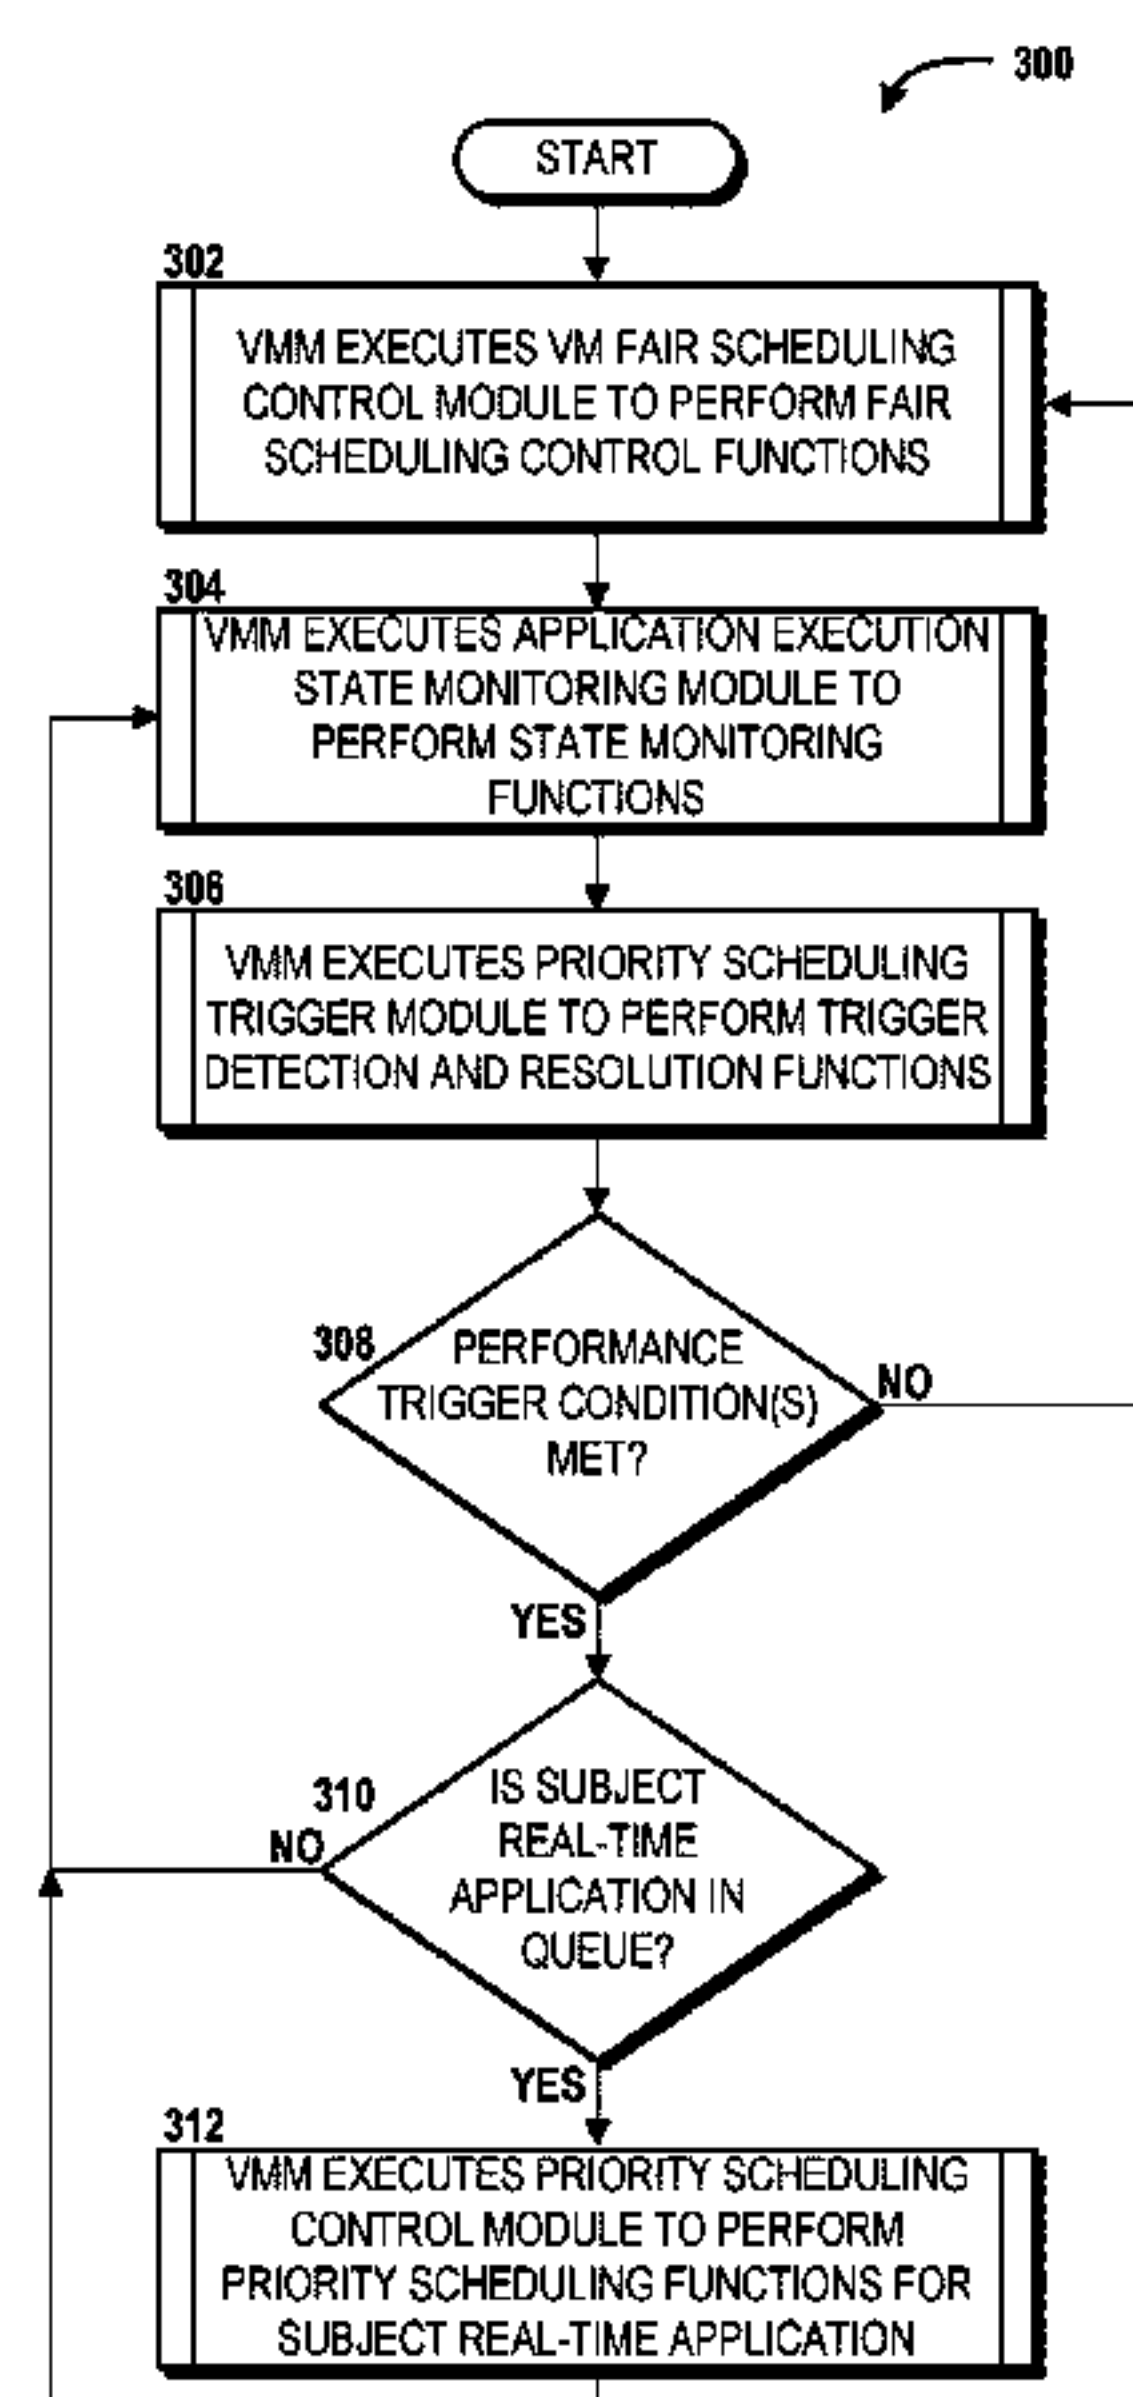 300
START
302
VMM EXECUTES VM FAIR SCHEDULING
CONTROL MODULE TO PERFORM FAIR
SCHEDULING CONTROL FUNCTIONS
304
VMM EXECUTES APPLICATION EXECUTION
STATE MONITORING MODULE TO
PERFORM STATE MONITORING
FUNCTIONS
306
VMM EXECUTES PRIORITY SCHEDULING
TRIGGER MODULE TO PERFORM TRIGGER
DETECTION AND RESOLUTION FUNCTIONS
308
PERFORMANCE
TRIGGER CONDITION(S)
MET?
NO
YES
310
IS SUBJECT
REAL-TIME
APPLICATION IN
QUEUE?
NO
YES
312
VMM EXECUTES PRIORITY SCHEDULING
CONTROL MODULE TO PERFORM
PRIORITY SCHEDULING FUNCTIONS FOR
SUBJECT REAL-TIME APPLICATION